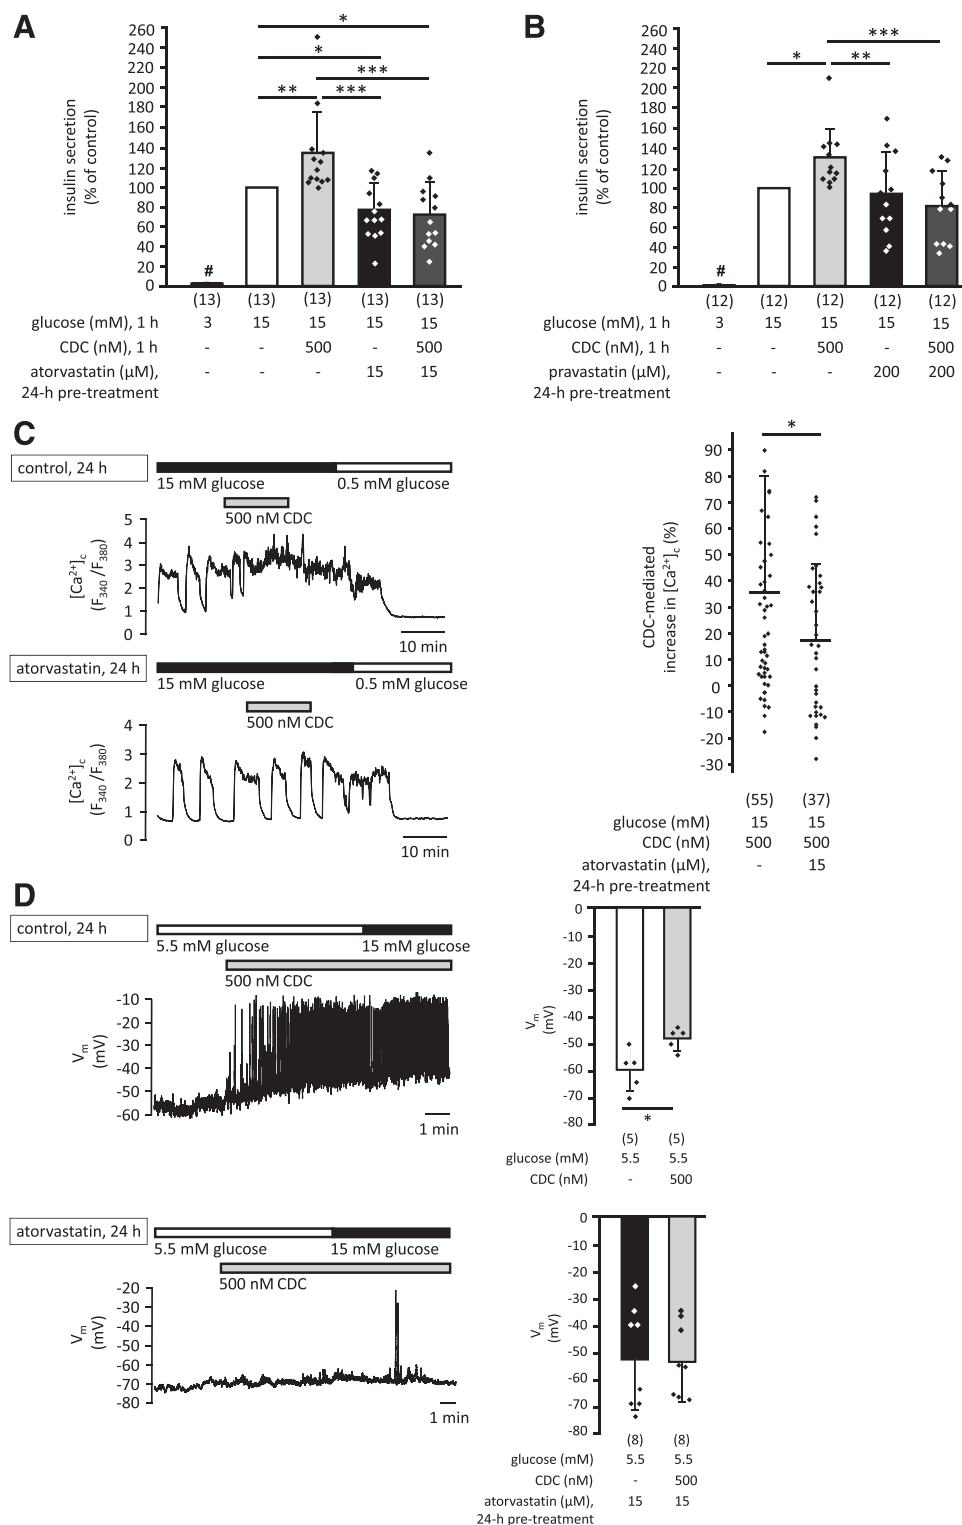 A
insulin secretion
(% of control)
260
240
220
200
180
160
140
120
100
80
60
40
20
0
*
*
***
** ***
#
(13) (13) (13) (13) (13)
glucose (mM), 1 h 3 15 15 15 15
CDC (nM), 1 h - - 500 - 500
atorvastatin (µM), - - - 15 15
24-h pre-treatment
B
insulin secretion
(% of control)
260
240
220
200
180
160
140
120
100
80
60
40
20
0
***
* **
#
(12) (12) (12) (12) (12)
glucose (mM), 1 h 3 15 15 15 15
CDC (nM), 1 h - - 500 - 500
pravastatin (µM), - - - 200 200
24-h pre-treatment
C
control, 24 h
15 mM glucose 0.5 mM glucose
500 nM CDC
[Ca2+]c
(F340/F380)
5
4
3
2
1
0
10 min
atorvastatin, 24 h
15 mM glucose 0.5 mM glucose
500 nM CDC
[Ca2+]c
(F340/F380)
4
3
2
1
0
10 min
*
CDC-mediated
increase in [Ca2+]c (%)
90
80
70
60
50
40
30
20
10
0
-10
-20
-30
(55) (37)
glucose (mM) 15 15
CDC (nM) 500 500
atorvastatin (µM), - 15
24-h pre-treatment
D
control, 24 h
5.5 mM glucose 15 mM glucose
500 nM CDC
Vm
(mV)
-10
-20
-30
-40
-50
-60
1 min
Vm
(mV)
0
-10
-20
-30
-40
-50
-60
-70
-80
*
(5) (5)
glucose (mM) 5.5 5.5
CDC (nM) - 500
atorvastatin, 24 h
5.5 mM glucose 15 mM glucose
500 nM CDC
Vm
(mV)
-20
-30
-40
-50
-60
-70
-80
1 min
Vm
(mV)
0
-10
-20
-30
-40
-50
-60
-70
-80
(8) (8)
glucose (mM) 5.5 5.5
CDC (nM) - 500
atorvastatin (µM), 15 15
24-h pre-treatment